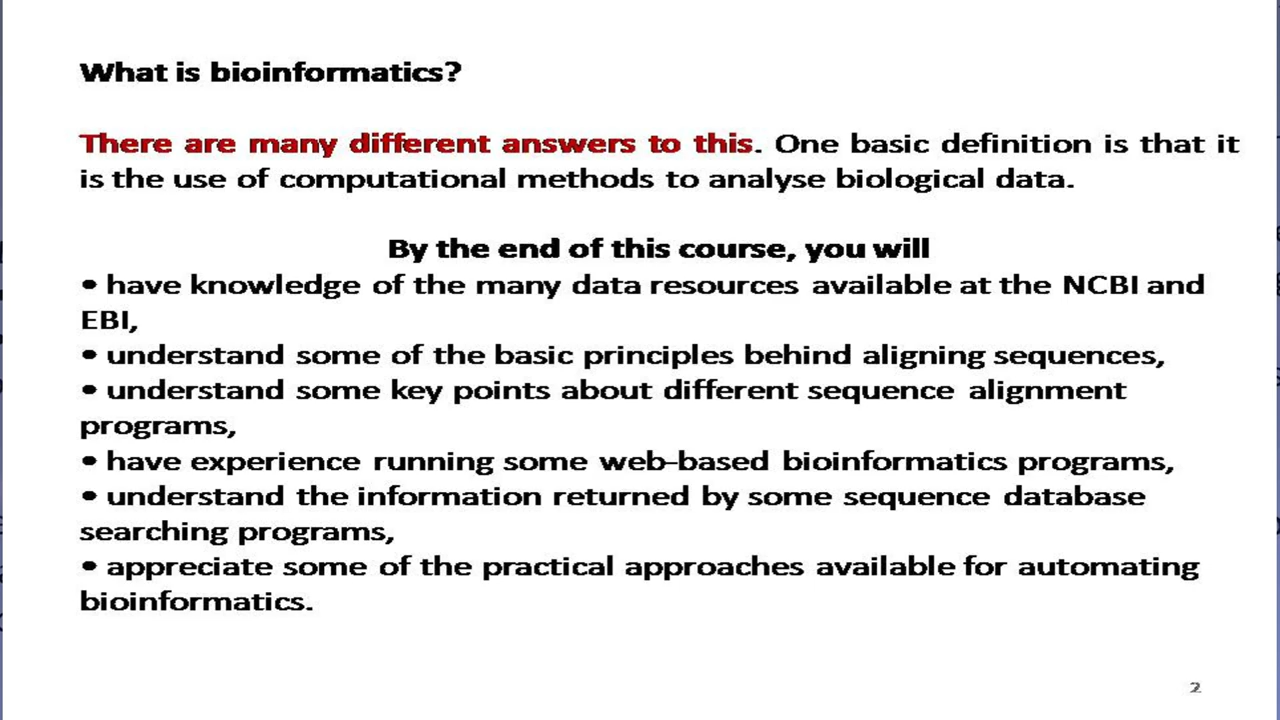 What is bioinformatics?
There are many different answers to this. One basic definition is that it
is the use of computational methods to analyse biological data.
By the end of this course, you will
• have knowledge of the many data resources available at the NCBI and
EBI,
• understand some of the basic principles behind aligning sequences,
• understand some key points about different sequence alignment
programs,
• have experience running some web-based bioinformatics programs,
• understand the information returned by some sequence database
searching programs,
• appreciate some of the practical approaches available for automating
bioinformatics.
2